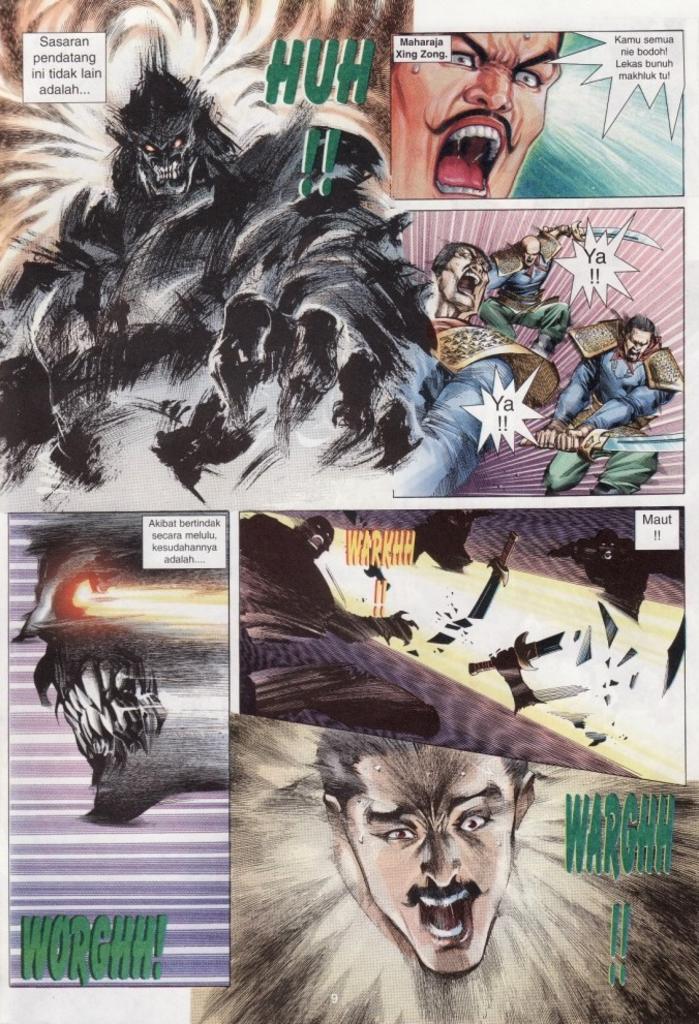 Sasaran
pendatang
ini tidak lain
adalah...
HUH
!!
Maharaja
Xing Zong.
Kamu semua
nie bodoh!
Lekas bunuh
makhluk tu!
Ya
!!
Ya
!!
Akibat bertindak
secara melulu,
kesudahannya
adalah....
WORGHH!
WARKHH
!!
Maut
!!
WARGHH
!!
9